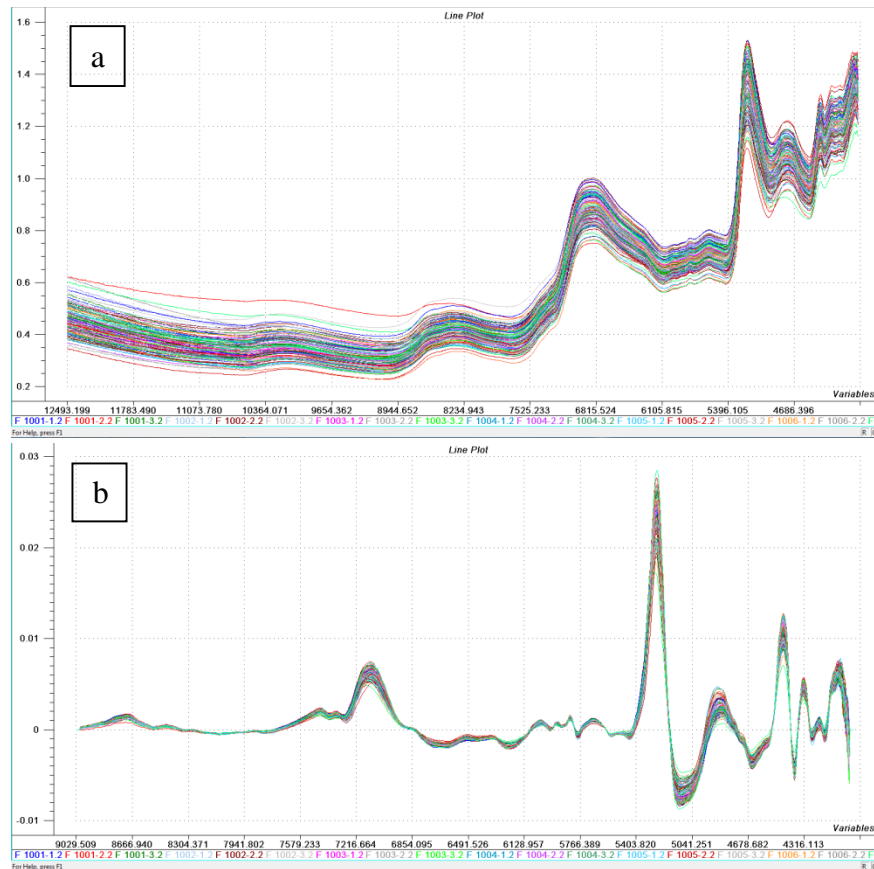 Line Plot
a
1.6
1.4
1.2
1.0
0.8
0.6
0.4
0.2
Variables
12493.199 11783.490 11073.780 10364.071 9654.362 8944.652 8234.943 7525.233 6815.524 6105.815 5396.105 4686.396
F 1001-1.2 F 1001-2.2 F 1001-3.2 F 1002-1.2 F 1002-2.2 F 1002-3.2 F 1003-1.2 F 1003-2.2 F 1003-3.2 F 1004-1.2 F 1004-2.2 F 1004-3.2 F 1005-1.2 F 1005-2.2 F 1005-3.2 F 1006-1.2 F 1006-2.2
For Help, press F1 R
Line Plot
b
0.03
0.02
0.01
0
-0.01
Variables
9029.509 8666.940 8304.371 7941.802 7579.233 7216.664 6854.095 6491.526 6128.957 5766.389 5403.820 5041.251 4678.682 4316.113
F 1001-1.2 F 1001-2.2 F 1001-3.2 F 1002-1.2 F 1002-2.2 F 1002-3.2 F 1003-1.2 F 1003-2.2 F 1003-3.2 F 1004-1.2 F 1004-2.2 F 1004-3.2 F 1005-1.2 F 1005-2.2 F 1005-3.2 F 1006-1.2 F 1006-2.2
For Help, press F1 R